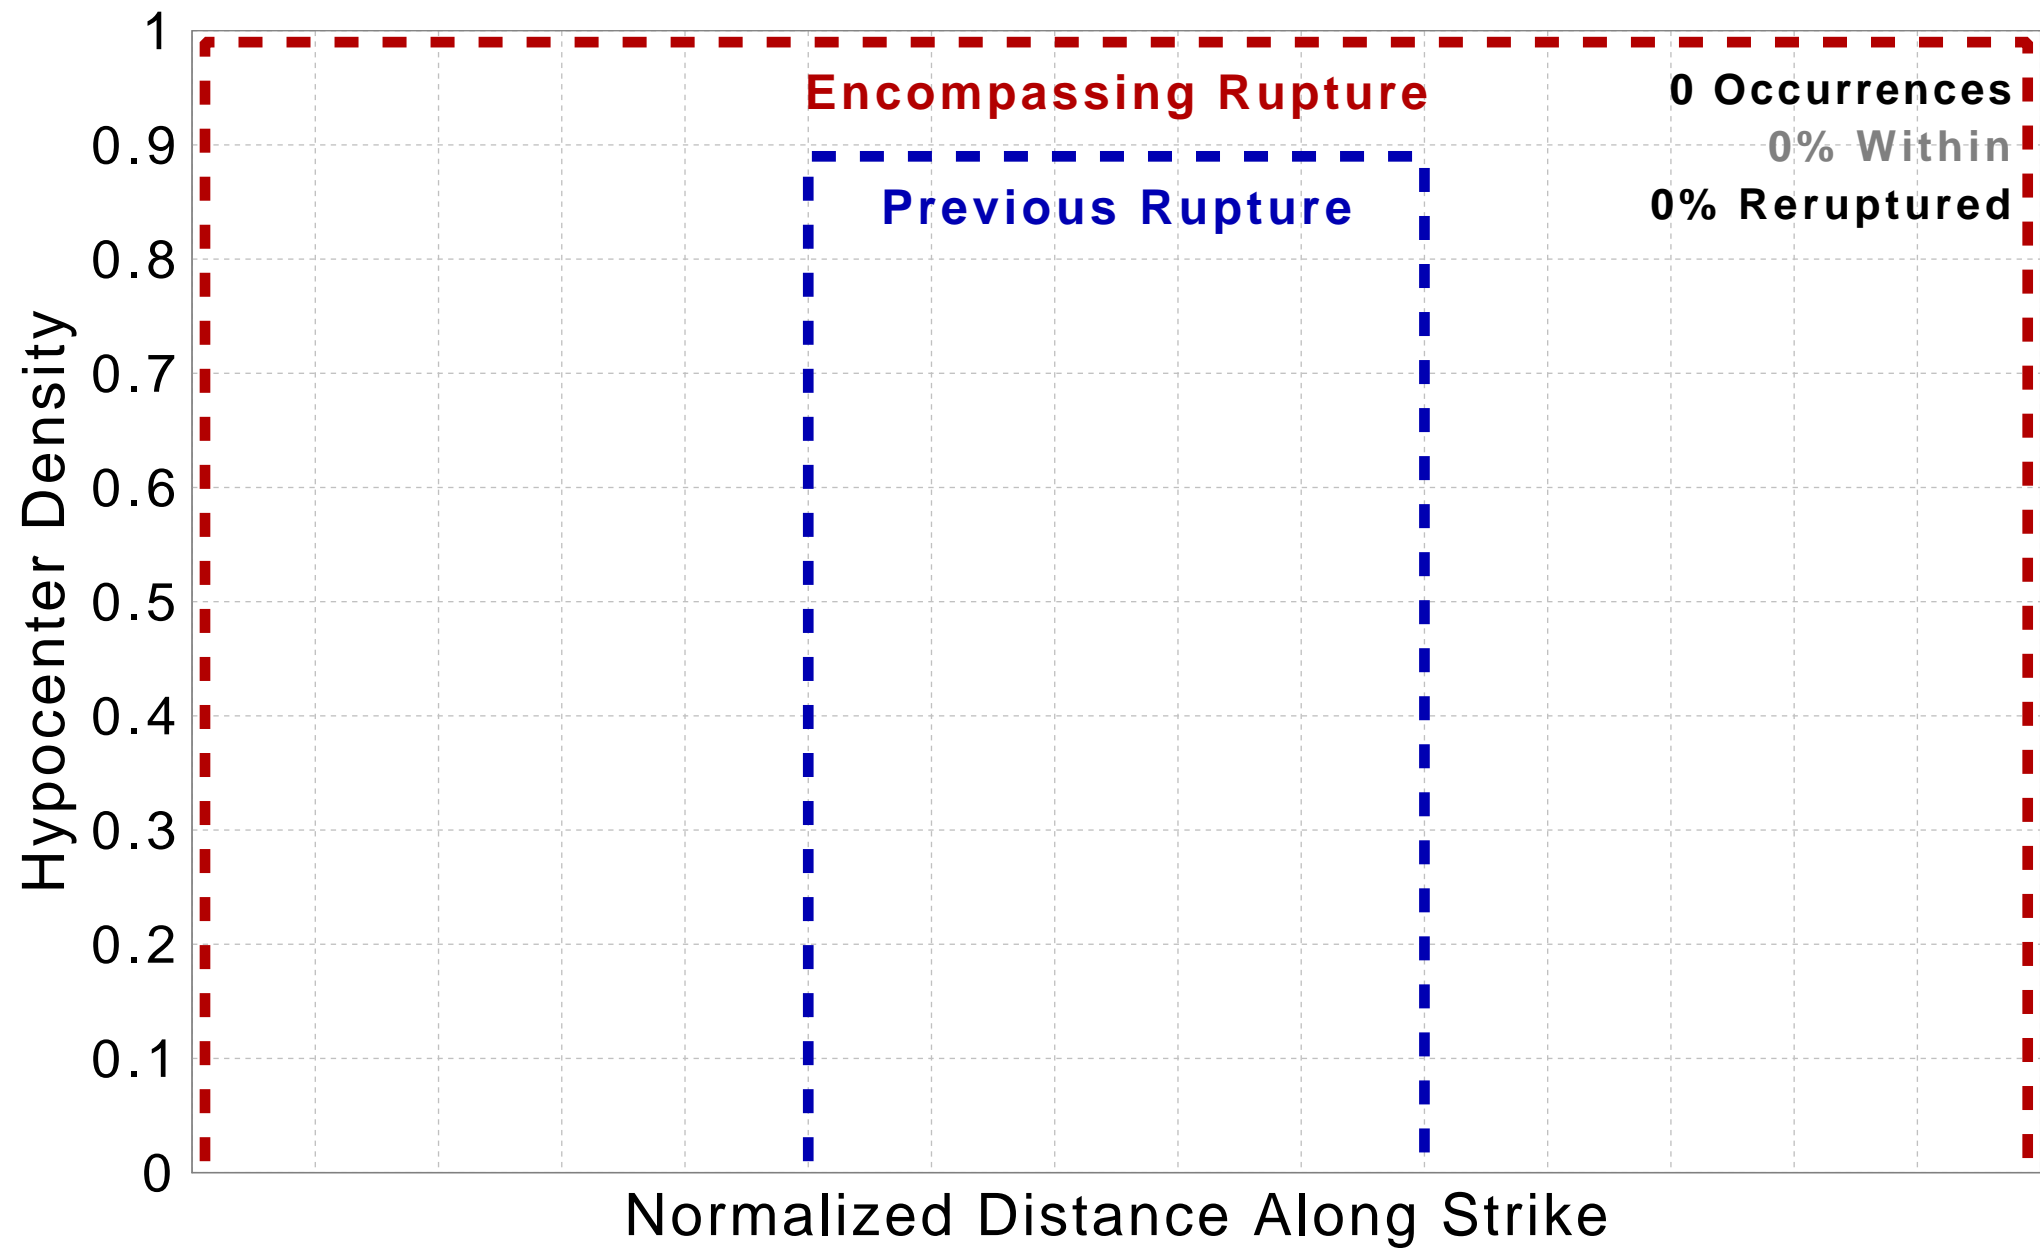 1
Encompassing Rupture
0 Occurrences
0.9
0% Within
Previous Rupture
0% Reruptured
0.8
0.7
0.6
0.5
0.4
0.3
0.2
0.1
0
Hypocenter Density
Normalized Distance Along Strike